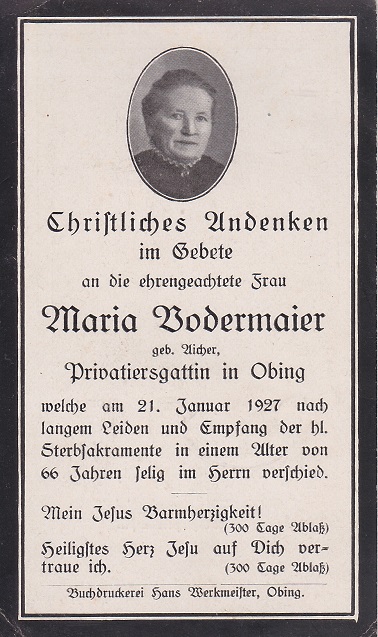 Chriſtliches Andenken
im Gebete
an die ehrengeachtete Frau
Maria Vodermaier
geb. Aicher,
Privatiersgattin in Obing
welche am 21. Januar 1927 nach
langem Leiden und Empfang der hl.
Sterbſakramente in einem Alter von
66 Jahren ſelig im Herrn verſchied.
Mein Jeſus Barmherzigkeit!
(300 Tage Ablaß)
Heiligſtes Herz Jeſu auf Dich ver-
traue ich. (300 Tage Ablaß)
Buchdruckerei Hans Werkmeiſter, Obing.